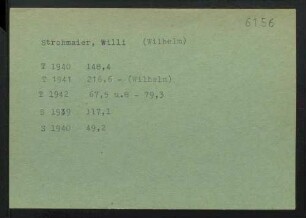 6156
Strohmaier, Willi (Wilhelm)
T 1940 148,4
T 1941 216,6 - (Wilhelm)
T 1942 67,5 u.8 - 79,3
S 1939 117,1
S 1940 49,2